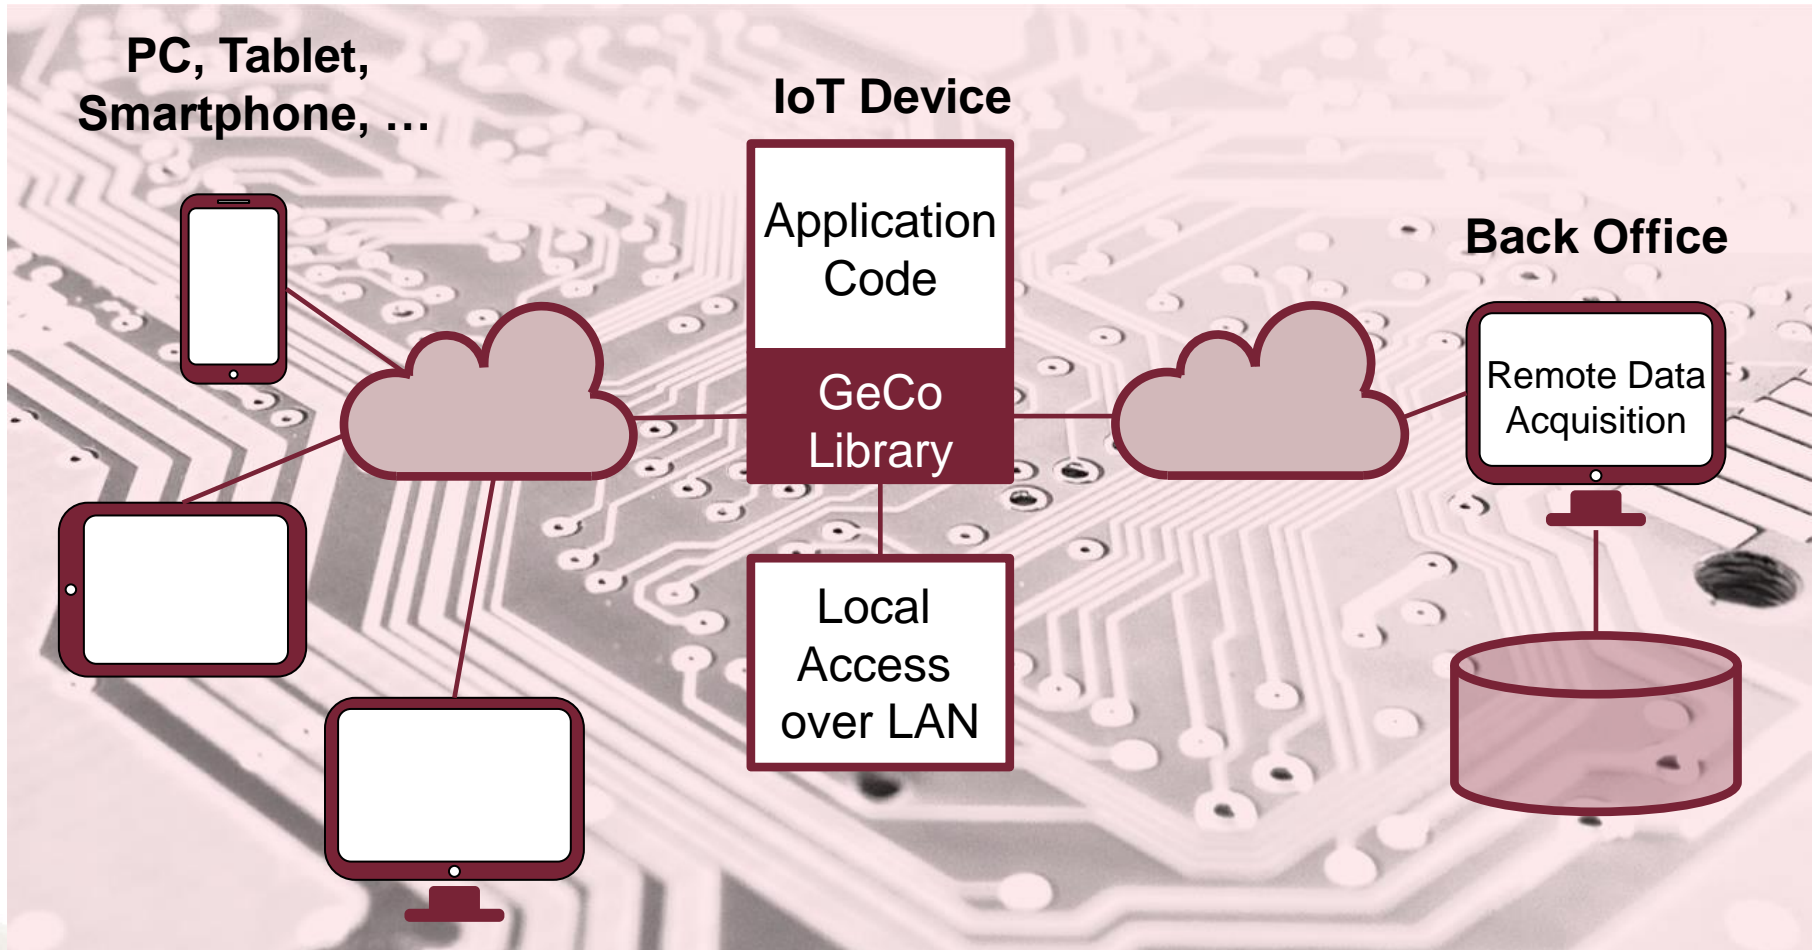 PC, Tablet,
Smartphone, …
IoT Device
Application
Code
GeCo
Library
Local
Access
over LAN
Back Office
Remote Data
Acquisition